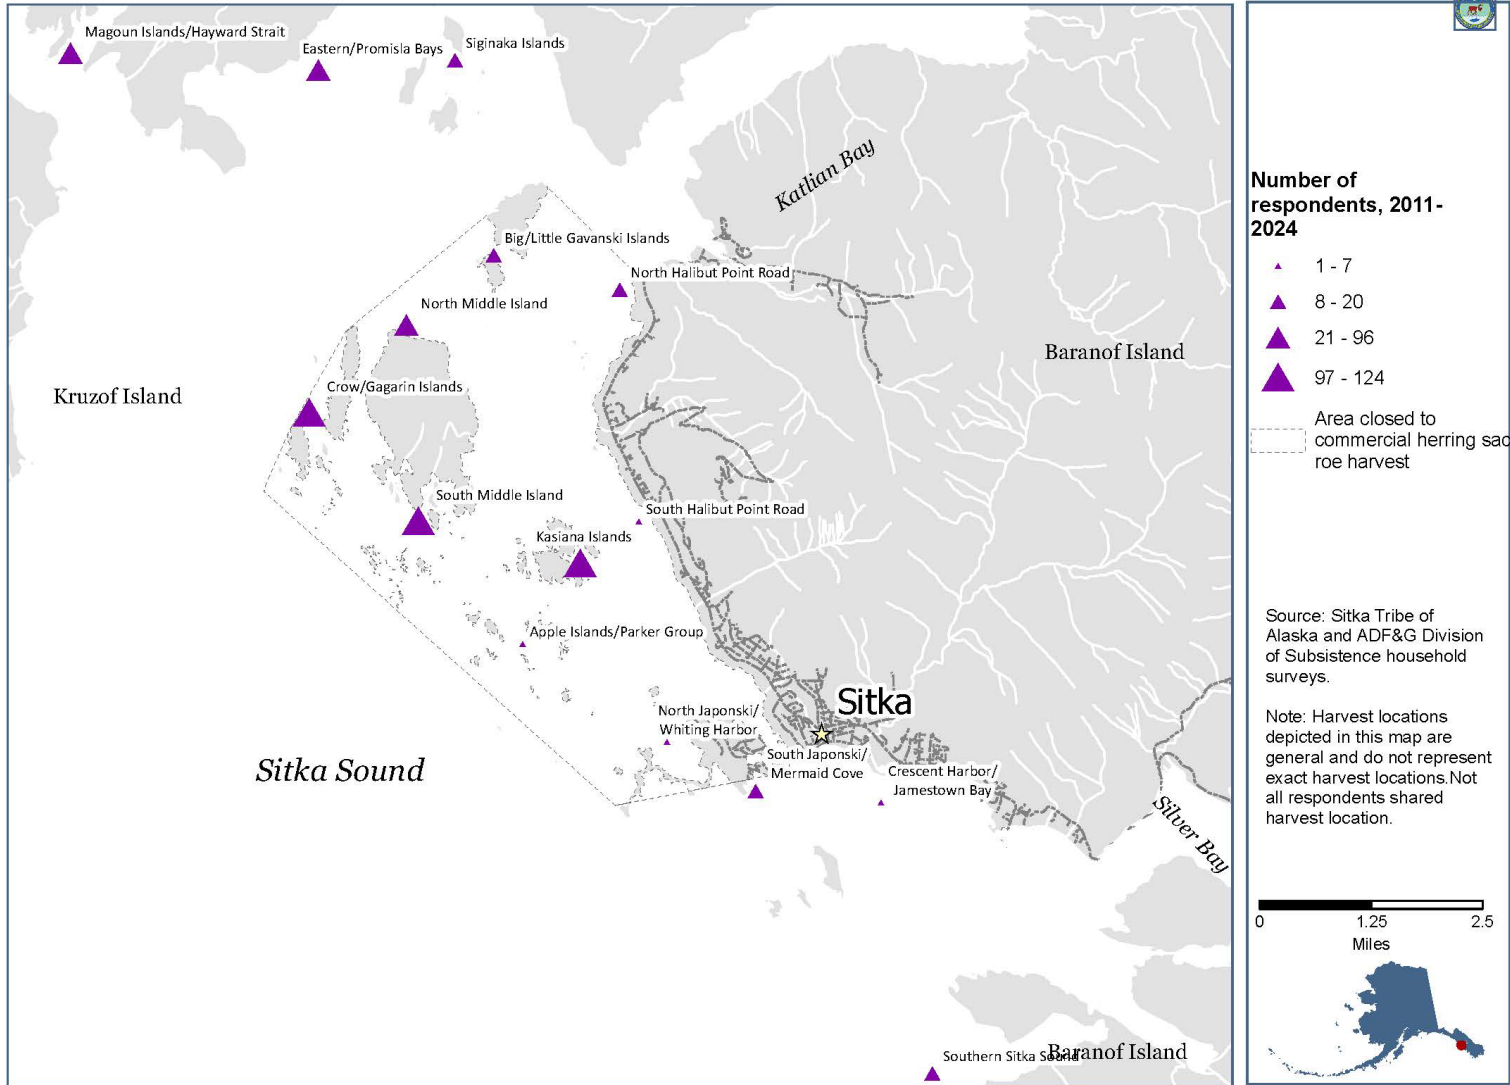 Magoun Islands/Hayward Strait
Eastern/Promisla Bays
Siginaka Islands
Katlian Bay
Big/Little Gavanski Islands
North Halibut Point Road
North Middle Island
Baranof Island
Kruzof Island
Crow/Gagarin Islands
South Middle Island
South Halibut Point Road
Kasiana Islands
Apple Islands/Parker Group
Sitka
North Japonski/
Whiting Harbor
South Japonski/
Mermaid Cove
Crescent Harbor/
Jamestown Bay
Sitka Sound
Silver Bay
Southern Sitka Sound
Baranof Island
Number of
respondents, 2011-
2024
1 - 7
8 - 20
21 - 96
97 - 124
Area closed to
commercial herring sac
roe harvest
Source: Sitka Tribe of
Alaska and ADF&G Division
of Subsistence household
surveys.
Note: Harvest locations
depicted in this map are
general and do not represent
exact harvest locations.Not
all respondents shared
harvest location.
0 1.25 2.5
Miles